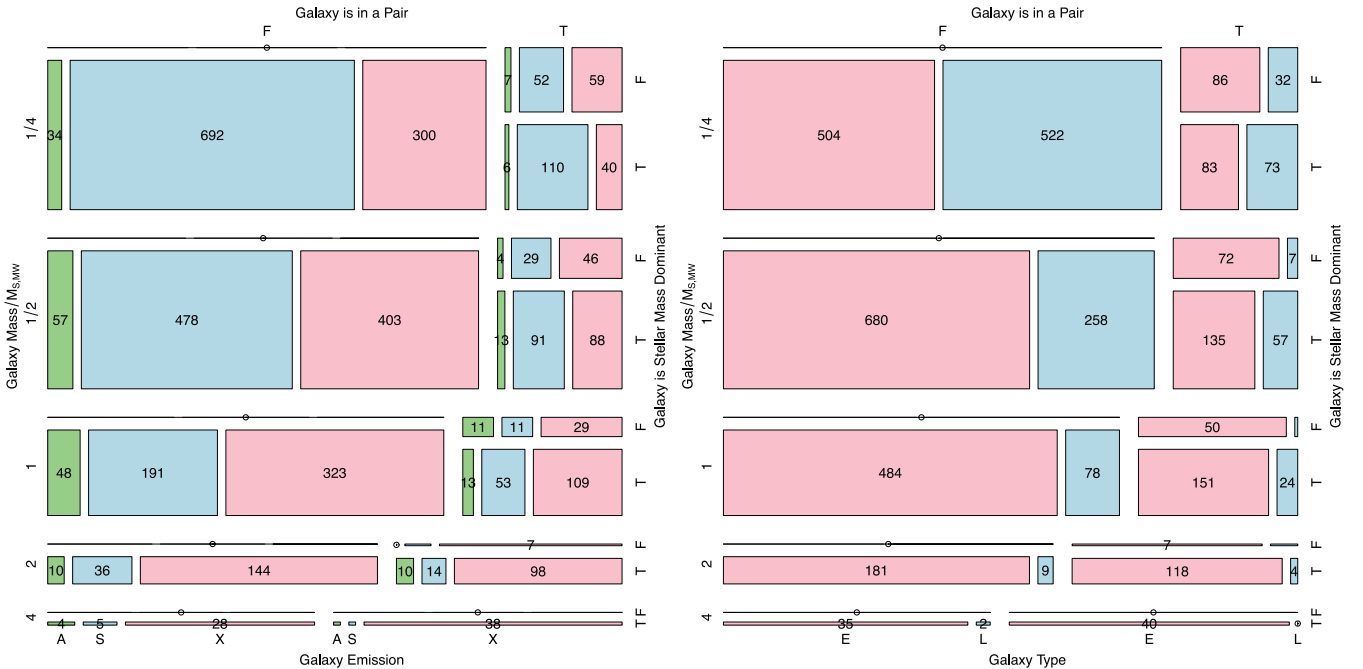 Galaxy is in a Pair
F T
34 692 300 7 52 59 F
6 110 40 T
1/4
57 478 403 4 29 46 F
13 91 88 T
1/2
48 191 323 11 11 29 F
13 53 109 T
1
10 36 144 7 F
10 14 98 T
2
4 5 28 38 T F
4
A S X A S X
Galaxy Emission
Galaxy Mass/M_S,MW
Galaxy is Stellar Mass Dominant
Galaxy is in a Pair
F T
504 522 86 32 F
83 73 T
1/4
680 258 72 7 F
135 57 T
1/2
484 78 50 F
151 24 T
1
181 9 7 F
118 4 T
2
35 2 40 T F
4
E L E L
Galaxy Type
Galaxy Mass/M_S,MW
Galaxy is Stellar Mass Dominant